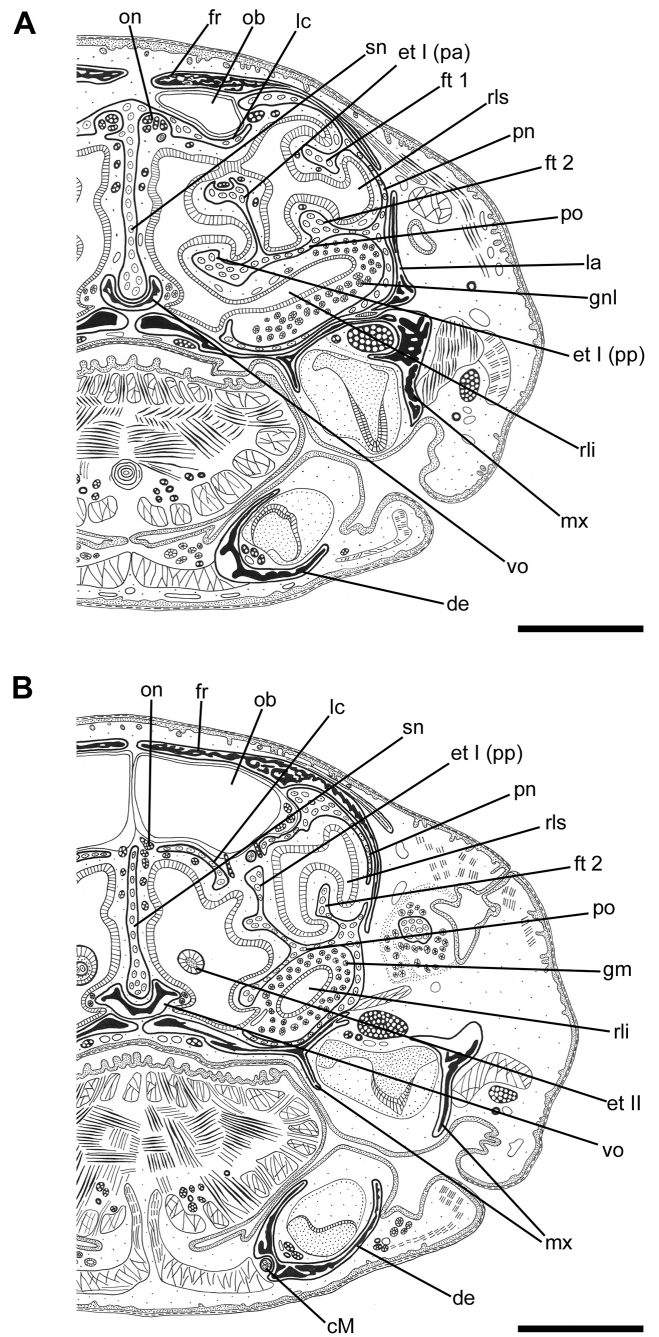 A
on
fr
ob
lc
sn
et I (pa)
ft 1
rls
pn
ft 2
po
la
gnl
et I (pp)
rli
mx
vo
de
B
on
fr
ob
lc
sn
et I (pp)
pn
rls
ft 2
po
gm
rli
et II
vo
mx
de
cM